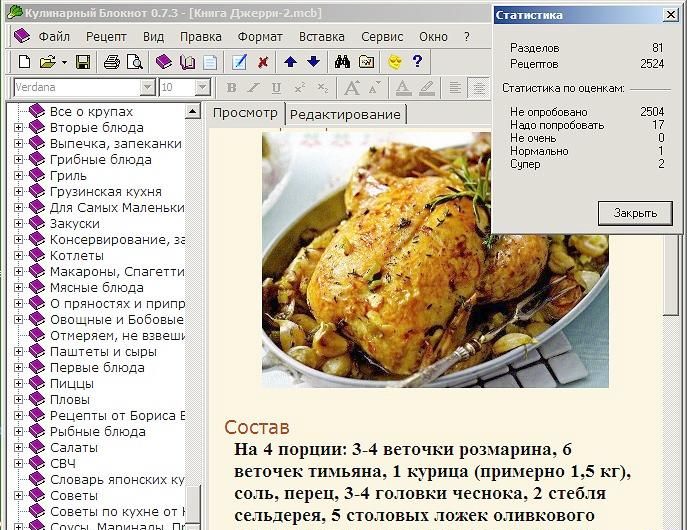 Кулинарный Блокнот 0.7.3 - [Книга Джерри-2.mcb]
Файл Рецепт Вид Правка Формат Вставка Сервис Окно ?
Verdana 10
B I U
Все о крупах
Вторые блюда
Выпечка, запеканки
Грибные блюда
Гриль
Грузинская кухня
Для Самых Маленьки
Закуски
Консервирование, за
Котлеты
Макароны, Спагетти
Мясные блюда
О пряностях и припр
Овощные и Бобовые
Отмеряем, не взвеши
Паштеты и сыры
Первые блюда
Пиццы
Пловы
Рецепты от Бориса Б
Рыбные блюда
Салаты
СВЧ
Словарь японских ку
Советы
Советы по кухне от
Соусы, Маринады, Пр
Просмотр Редактирование
Состав
На 4 порции: 3-4 веточки розмарина, 6
веточек тимьяна, 1 курица (примерно 1,5 кг),
соль, перец, 3-4 головки чеснока, 2 стебля
сельдерея, 5 столовых ложек оливкового
Статистика
Разделов 81
Рецептов 2524
Статистика по оценкам:
Не опробовано 2504
Надо попробовать 17
Не очень 0
Нормально 1
Супер 2
Закрыть